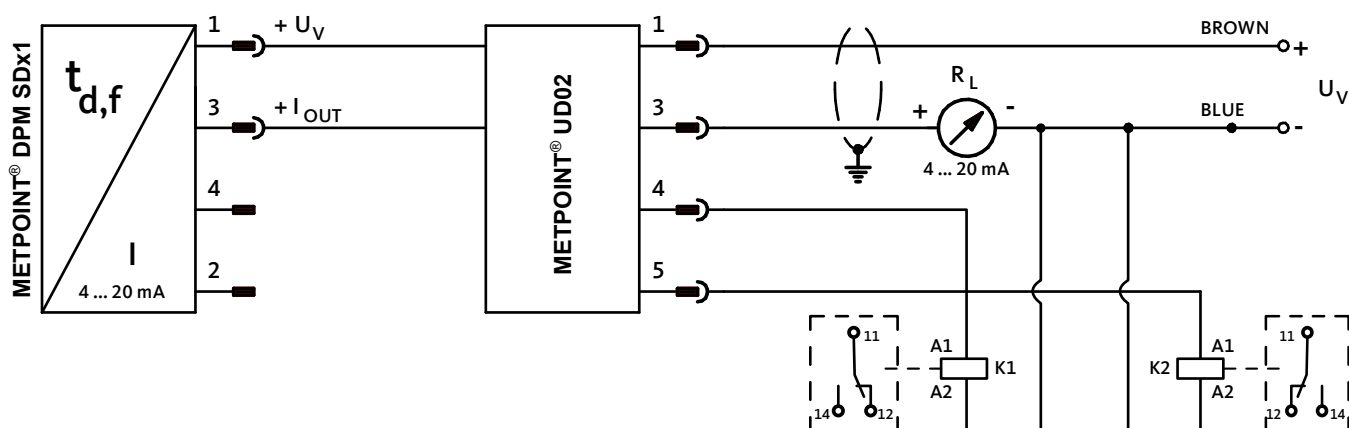 METPOINT® DPM SDx1
t d,f
I
4 ... 20 mA
1
+ U V
3
+ I OUT
4
2
METPOINT® UD02
1
3
4
5
BROWN
+
U V
R L
+
-
4 ... 20 mA
BLUE
-
11
14
12
A1
K1
A2
A1
K2
A2
11
12
14